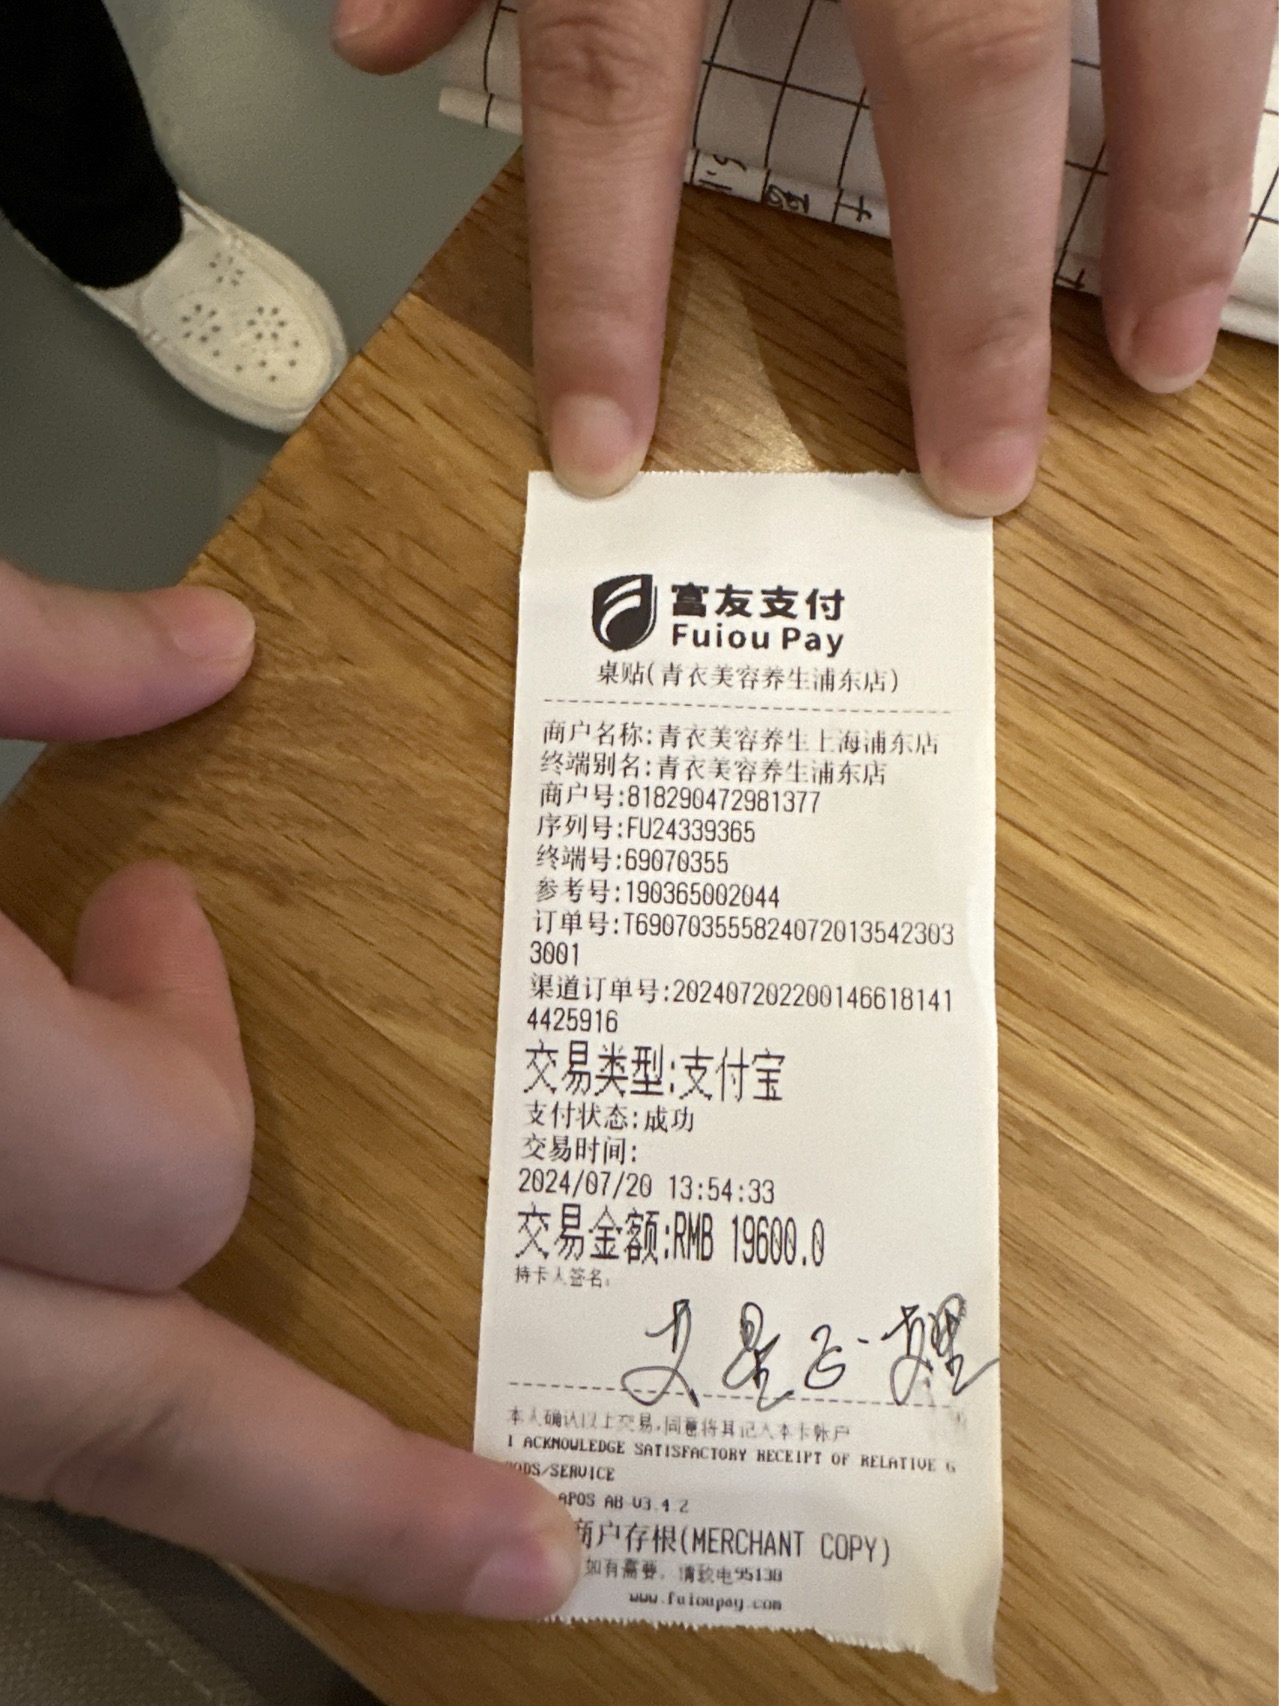 富友支付
Fuiou Pay
桌贴(青衣美容养生浦东店)
商户名称:青衣美容养生上海浦东店
终端别名:青衣美容养生浦东店
商户号:818290472981377
序列号:FU24339365
终端号:69070355
参考号:190365002044
订单号:T6907035558240720135423033001
渠道订单号:2024072022001466181414425916
交易类型:支付宝
支付状态:成功
交易时间:
2024/07/20 13:54:33
交易金额:RMB 19600.0
持卡人签名:
本人确认以上交易,同意将其记入本卡帐户
I ACKNOWLEDGE SATISFACTORY RECEIPT OF RELATIVE G
ODS/SERVICE
APOS AB-V3.4.2
商户存根(MERCHANT COPY)
如有需要, 请致电95138
www.fuioupay.com